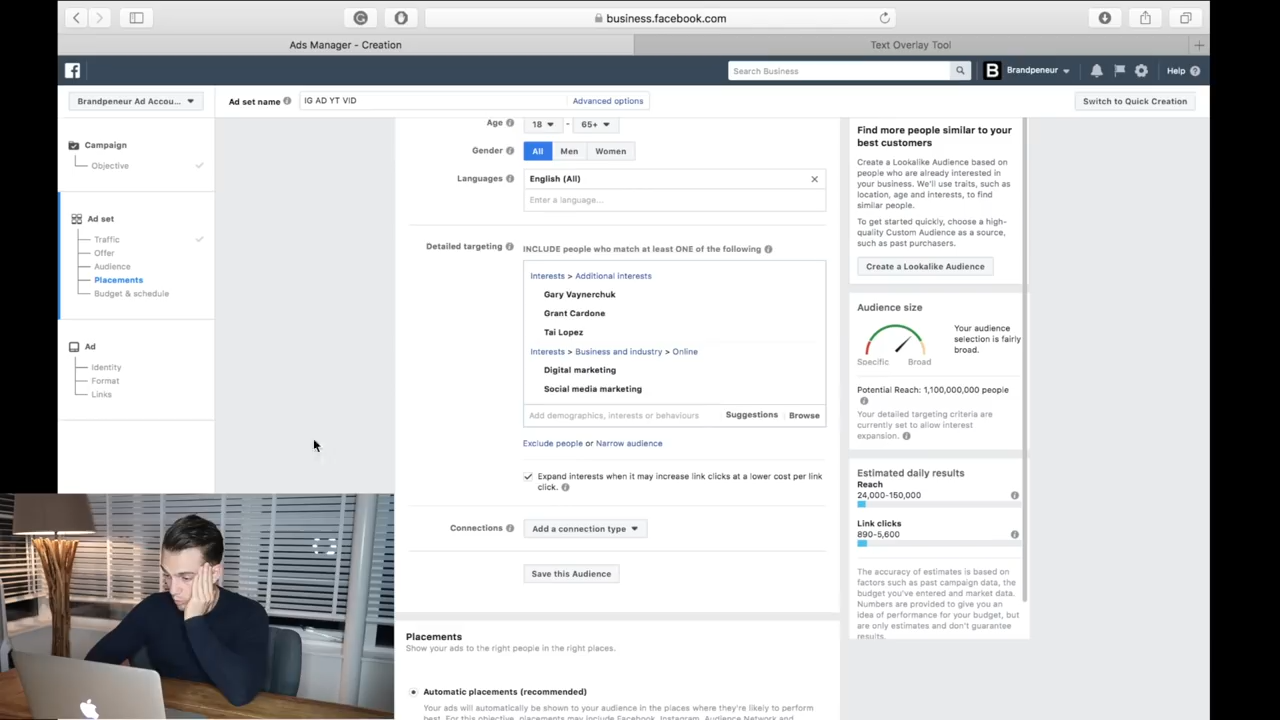 business.facebook.com
Ads Manager - Creation
Text Overlay Tool
Search Business
B
Brandpeneur
Help
Brandpeneur Ad Accou...
Ad set name
IG AD YT VID
Advanced options
Switch to Quick Creation
Campaign
Objective
Ad set
Traffic
Offer
Audience
Placements
Budget & schedule
Ad
Identity
Format
Links
Age
18 - 65+
Gender
All Men Women
Languages
English (All)
Enter a language...
Detailed targeting
INCLUDE people who match at least ONE of the following
Interests > Additional interests
Gary Vaynerchuk
Grant Cardone
Tai Lopez
Interests > Business and industry > Online
Digital marketing
Social media marketing
Add demographics, interests or behaviours Suggestions Browse
Exclude people or Narrow audience
Expand interests when it may increase link clicks at a lower cost per link
click.
Connections
Add a connection type
Save this Audience
Placements
Show your ads to the right people in the right places.
Automatic placements (recommended)
Your ads will automatically be shown to your audience in the places where they're likely to perform
best. For this objective, placements may include Facebook, Instagram, Audience Network and
Find more people similar to your
best customers
Create a Lookalike Audience based on
people who are already interested in
your business. We'll use traits, such as
location, age and interests, to find
similar people.
To get started quickly, choose a high-
quality Custom Audience as a source,
such as past purchasers.
Create a Lookalike Audience
Audience size
Your audience
selection is fairly
broad.
Specific Broad
Potential Reach: 1,100,000,000 people
Your detailed targeting criteria are
currently set to allow interest
expansion.
Estimated daily results
Reach
24,000-150,000
Link clicks
890-5,600
The accuracy of estimates is based on
factors such as past campaign data, the
budget you've entered and market data.
Numbers are provided to give you an
idea of performance for your budget, but
are only estimates and don't guarantee
results.